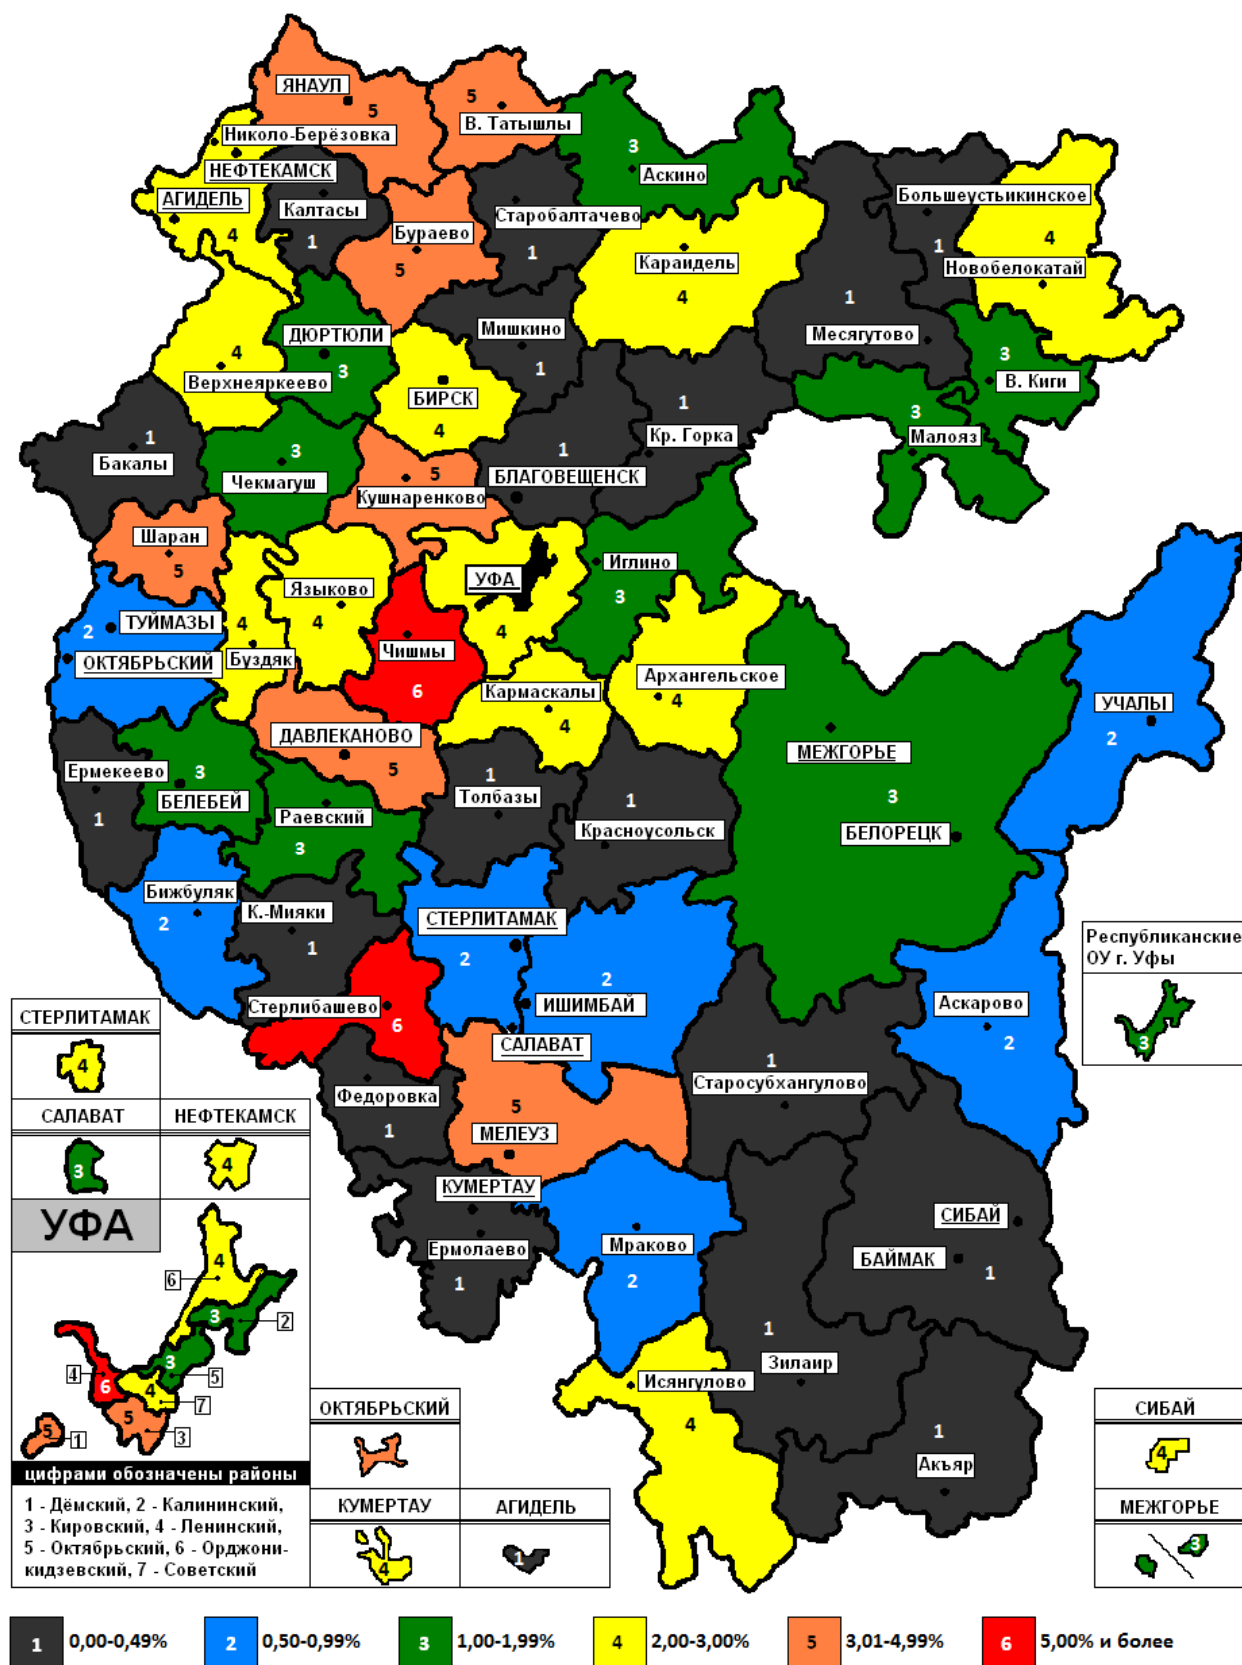 ЯНАУЛ
5
5
В. Татышлы
Николо-Берёзовка
3
Аскино
НЕФТЕКАМСК
АГИДЕЛЬ
Калтасы
Старобалтачево
Большеустьикинское
4
1
Бураево
1
1
4
5
Караидель
Новобелокатай
4
1
Мишкино
Месягутово
ДЮРТЮЛИ
4
3
1
3
Верхнеяркеево
В. Киги
БИРСК
1
3
4
Малояз
1
Бакалы
3
Чекмагуш
5
Кушнаренково
1
БЛАГОВЕЩЕНСК
Кр. Горка
Шаран
5
Языково
УФА
Иглино
3
2
ТУЙМАЗЫ
4
4
4
ОКТЯБРЬСКИЙ
Буздяк
Чишмы
6
Кармаскалы
4
Архангельское
4
УЧАЛЫ
2
ДАВЛЕКАНОВО
5
МЕЖГОРЬЕ
Ермекеево
3
1
1
БЕЛЕБЕЙ
Толбазы
1
3
Раевский
3
Красноусольск
БЕЛОРЕЦК
Бижбуляк
2
К.-Мияки
1
СТЕРЛИТАМАК
2
2
Республиканские
ОУ г. Уфы
3
Стерлибашево
6
ИШИМБАЙ
Аскарово
2
САЛАВАТ
СТЕРЛИТАМАК
4
1
Старосубхангулово
Федоровка
1
5
МЕЛЕУЗ
САЛАВАТ
НЕФТЕКАМСК
3
4
КУМЕРТАУ
Ермолаево
1
Мраково
2
СИБАЙ
БАЙМАК
1
УФА
4
6
3
2
3
4
5
6
4
7
5
5
1
3
1
Зилаир
Исянгулово
4
1
Акъяр
цифрами обозначены районы
1 - Дёмский, 2 - Калининский,
3 - Кировский, 4 - Ленинский,
5 - Октябрьский, 6 - Орджони-
кидзевский, 7 - Советский
ОКТЯБРЬСКИЙ
КУМЕРТАУ
АГИДЕЛЬ
4
1
СИБАЙ
4
МЕЖГОРЬЕ
3
1 0,00-0,49%
2 0,50-0,99%
3 1,00-1,99%
4 2,00-3,00%
5 3,01-4,99%
6 5,00% и более